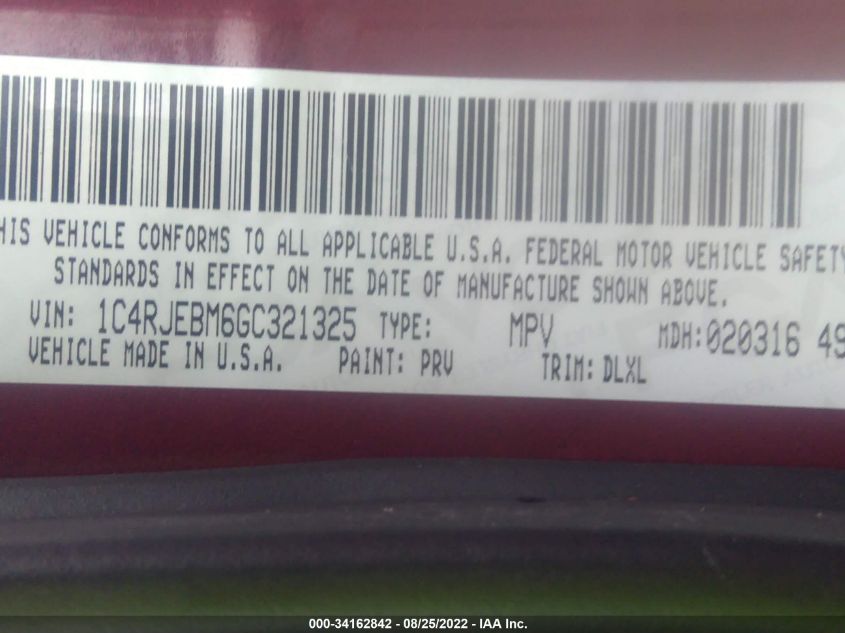 HIS VEHICLE CONFORMS TO ALL APPLICABLE U.S.A. FEDERAL MOTOR VEHICLE SAFETY
STANDARDS IN EFFECT ON THE DATE OF MANUFACTURE SHOWN ABOVE.
VIN: 1C4RJEBM6GC321325 TYPE: MPV MDH:020316 49
VEHICLE MADE IN U.S.A. PAINT: PRV TRIM: DLXL
000-34162842 - 08/25/2022 - IAA Inc.